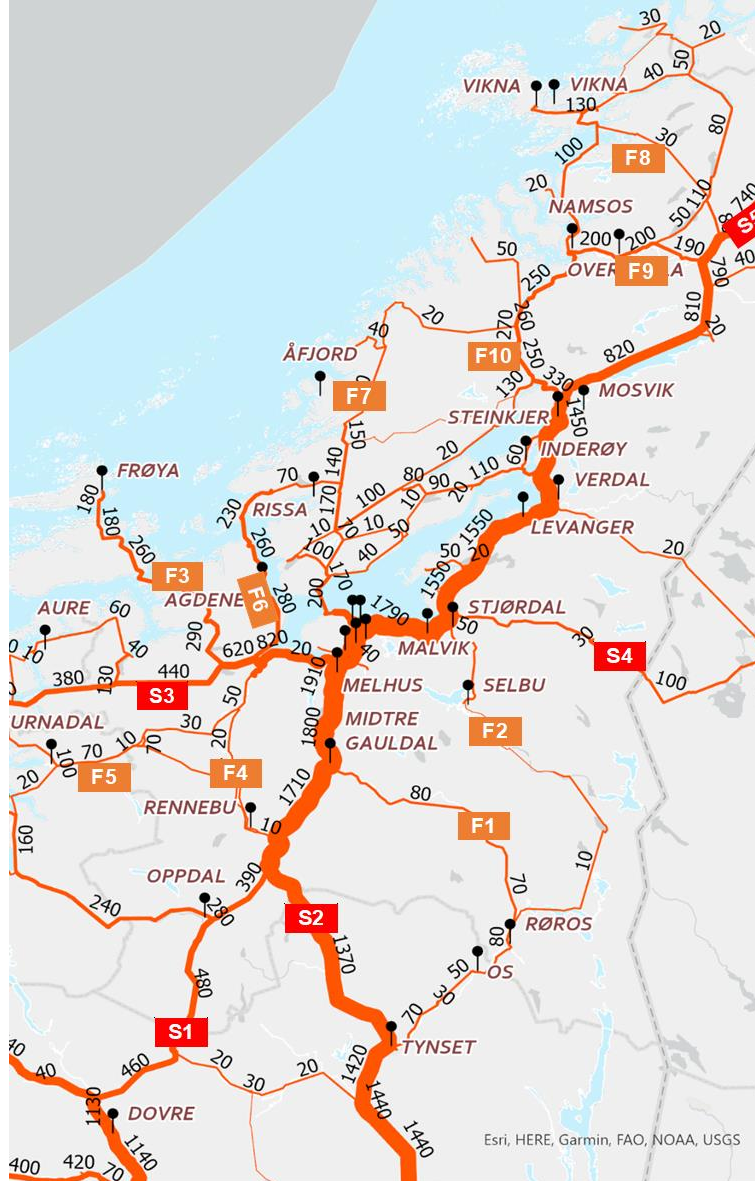 30
20
50
40
VIKNA VIKNA
130
80
100
30
F8
20
110
740
NAMSOS
50
200
200
190
790
40
50
F9
250
810
20
270
260
40
20
F10
250
820
ÅFJORD
130
330
MOSVIK
F7
1450
STEINKJER
150
20
INDERØY
FRØYA
140
80
110
60
70
90
20
VERDAL
180
170
100
10
RISSA
LEVANGER
230
10
70
10
50
1550
180
260
100
40
50
20
20
260
F3
170
1550
AGDENE
F6
280
200
1790
STJØRDAL
AURE
60
50
30
290
820
20
MALVIK
S4
10
40
620
40
440
1910
100
380
130
S3
MELHUS
SELBU
50
URNADAL
30
MIDTRE
GAULDAL
1800
F2
10
20
70
70
100
F5
F4
1710
20
80
RENNEBU
F1
10
160
10
OPPDAL
390
70
280
240
S2
RØROS
80
1370
50
OS
480
30
S1
70
TYNSET
20
1420
40
40
460
30
20
1440
1130
DOVRE
1440
1140
Esri, HERE, Garmin, FAO, NOAA, USGS
400
420
70